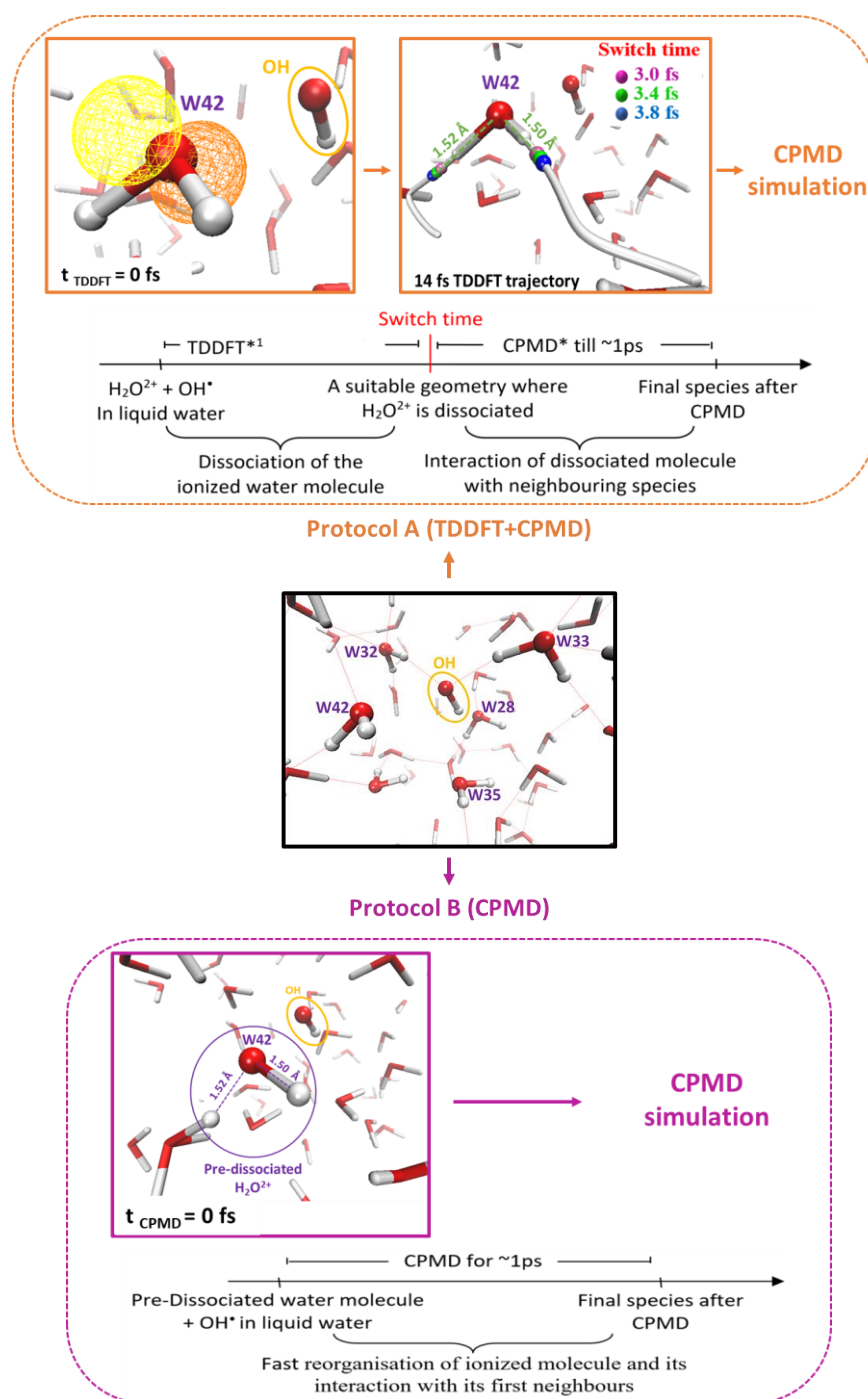 OH
W42
t TDDFT = 0 fs
Switch time
3.0 fs
3.4 fs
3.8 fs
W42
1.52 Å
1.50 Å
14 fs TDDFT trajectory
CPMD
simulation
Switch time
TDDFT*¹
CPMD* till ~1ps
H₂O²⁺ + OH•
In liquid water
A suitable geometry where
H₂O²⁺ is dissociated
Final species after
CPMD
Dissociation of the
ionized water molecule
Interaction of dissociated molecule
with neighbouring species
Protocol A (TDDFT+CPMD)
W32
OH
W33
W42
W28
W35
Protocol B (CPMD)
OH
W42
1.52 Å
1.50 Å
Pre-dissociated
H₂O²⁺
t CPMD = 0 fs
CPMD
simulation
CPMD for ~1ps
Pre-Dissociated water molecule
+ OH• in liquid water
Final species after
CPMD
Fast reorganisation of ionized molecule and its
interaction with its first neighbours